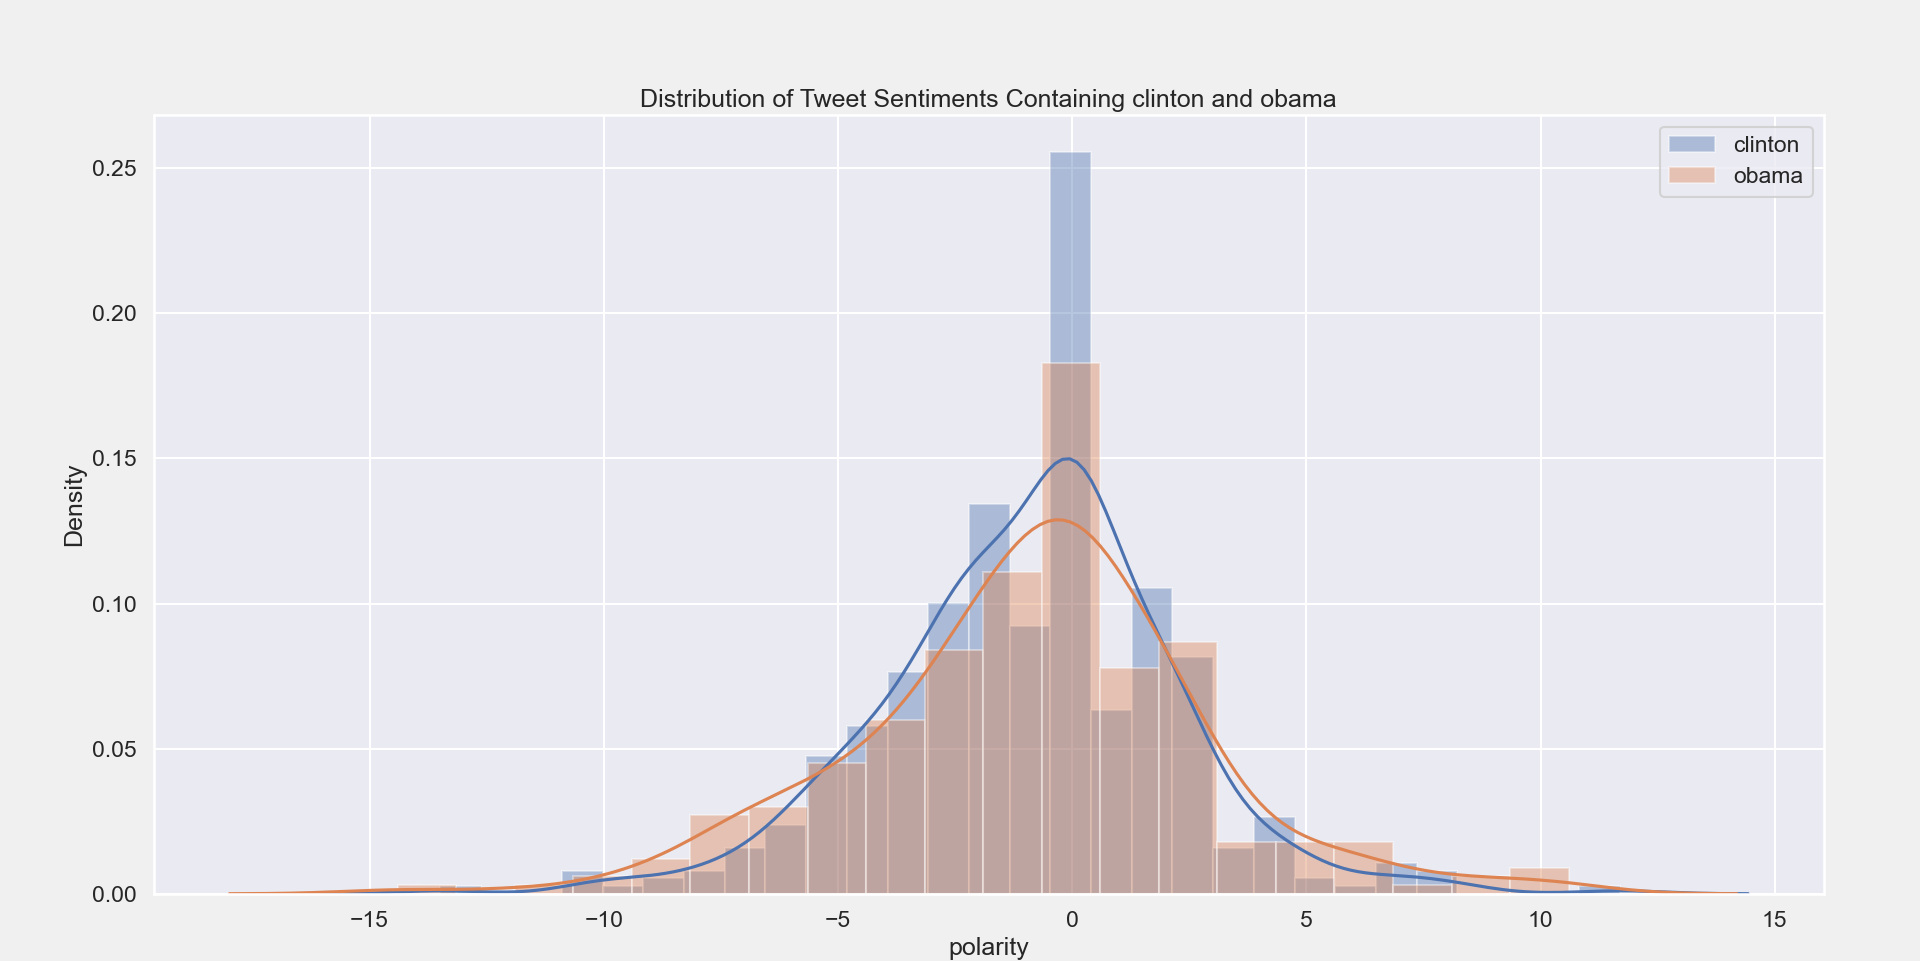 Distribution of Tweet Sentiments Containing clinton and obama
clinton
obama
0.25
0.20
0.15
0.10
0.05
0.00
Density
−15
−10
−5
0
5
10
15
polarity